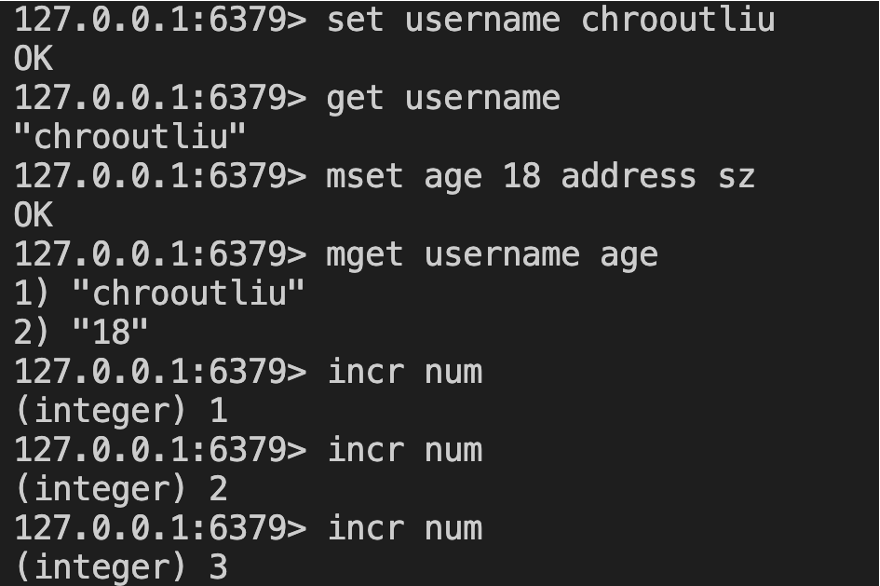 127.0.0.1:6379> set username chrooutliu
OK
127.0.0.1:6379> get username
"chrooutliu"
127.0.0.1:6379> mset age 18 address sz
OK
127.0.0.1:6379> mget username age
1) "chrooutliu"
2) "18"
127.0.0.1:6379> incr num
(integer) 1
127.0.0.1:6379> incr num
(integer) 2
127.0.0.1:6379> incr num
(integer) 3